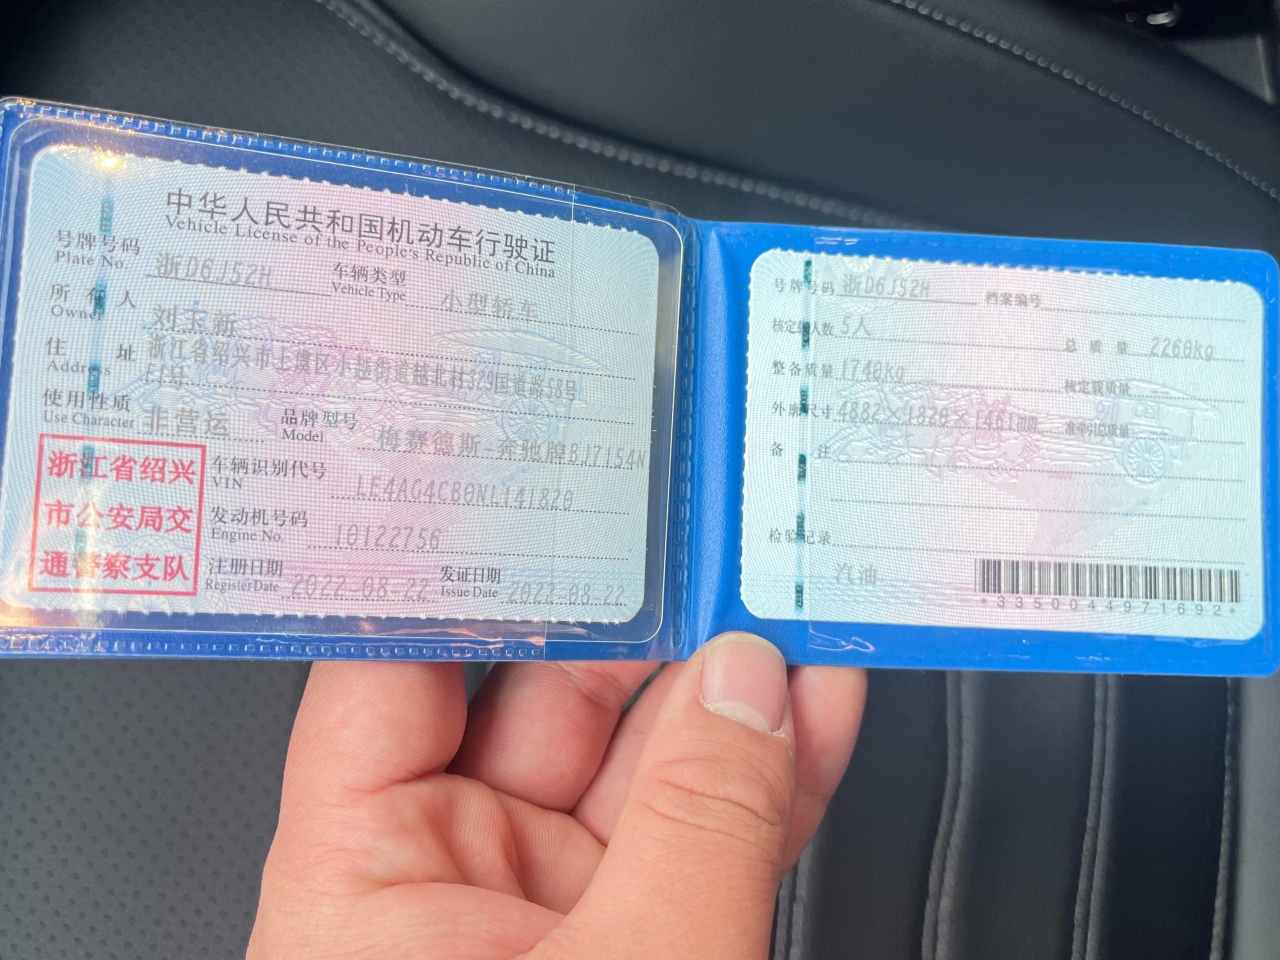 中华人民共和国机动车行驶证
Vehicle License of the People's Republic of China
号牌号码 浙D6J52H 车辆类型 小型轿车
Plate No. Vehicle Type
所有人 刘玉新
Owner
住址 浙江省绍兴市上虞区小越街道越北村329国道路58号
Address
使用性质 非营运 品牌型号 梅赛德斯-奔驰牌BJ7154N
Use Character Model
浙江省绍兴
市公安局交
通警察支队
车辆识别代号 LE4AG4CB0NL141820
VIN
发动机号码 10122756
Engine No.
注册日期 2022-08-22 发证日期 2022-08-22
Register Date Issue Date
号牌号码 浙D6J52H 档案编号
核定载人数 5人 总质量 2260kg
整备质量 1740kg 核定载质量
外廓尺寸 4882×1820×1461mm 准牵引总质量
备注
检验记录
汽油
*3350044971692*